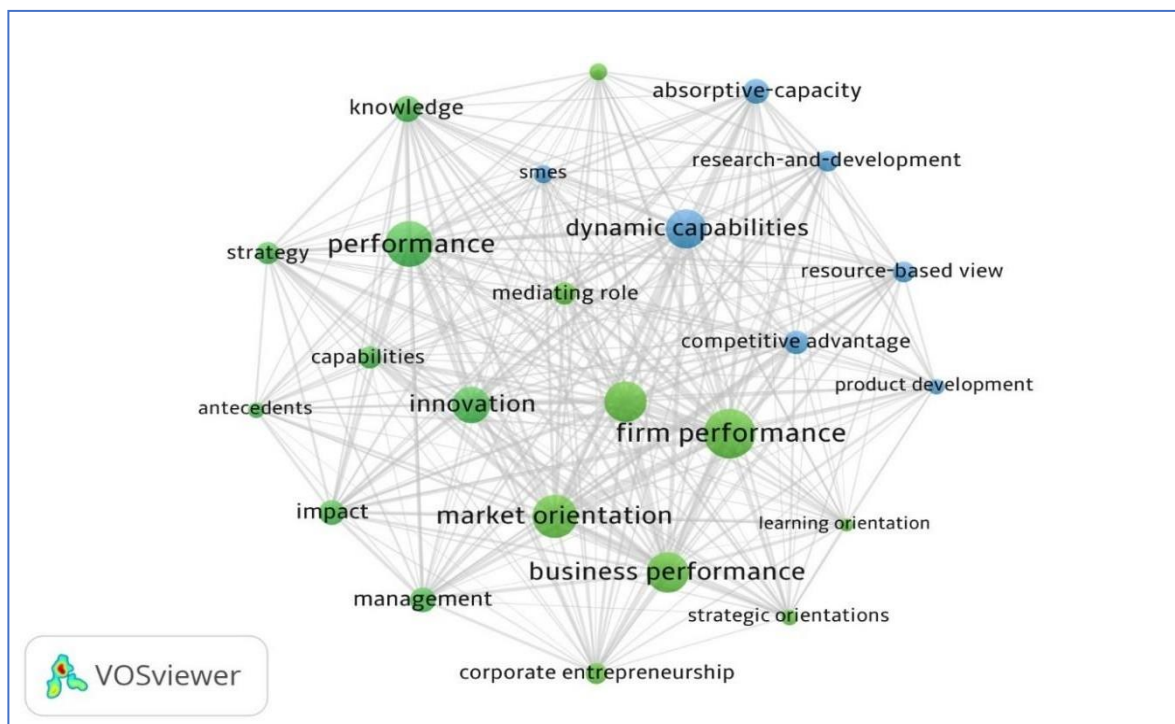 knowledge
absorptive-capacity
research-and-development
smes
dynamic capabilities
performance
strategy
resource-based view
mediating role
competitive advantage
capabilities
product development
antecedents
innovation
firm performance
impact
market orientation
learning orientation
business performance
management
strategic orientations
corporate entrepreneurship
VOSviewer